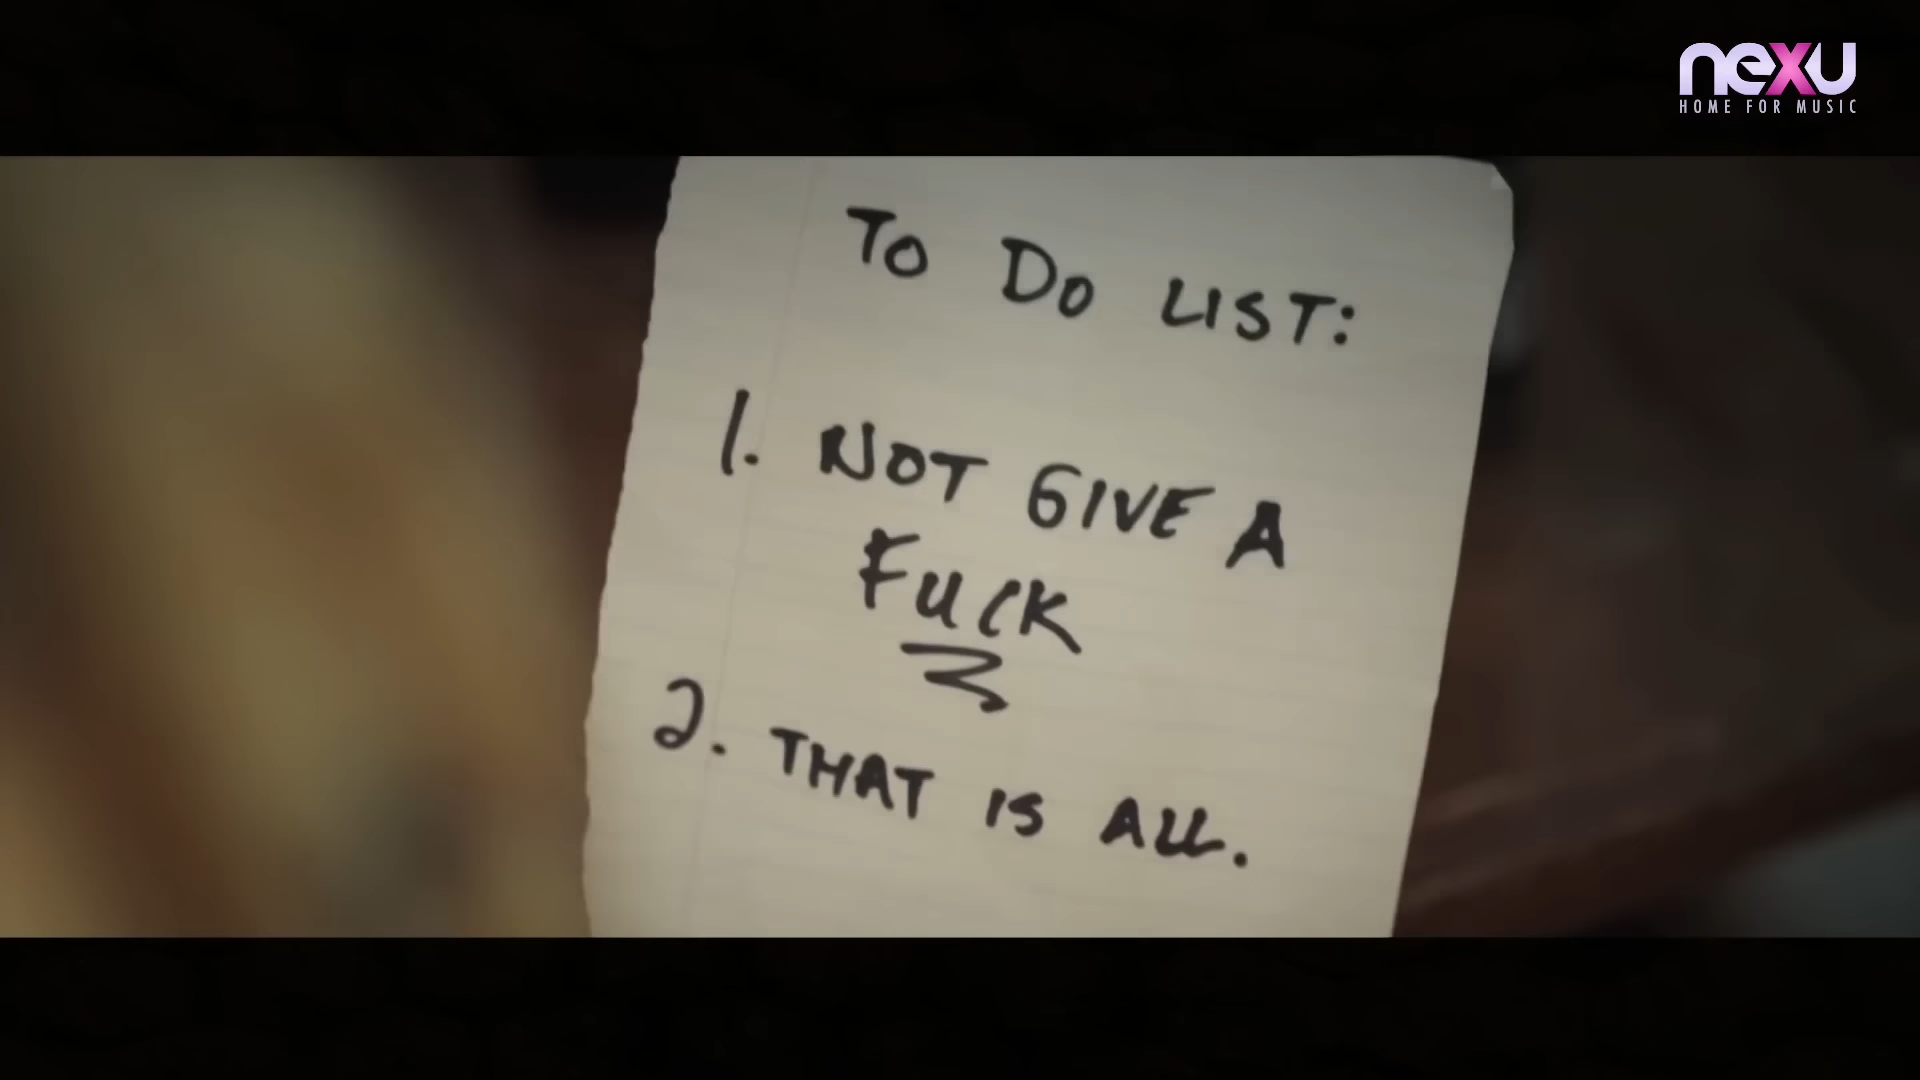 nexu
HOME FOR MUSIC
TO DO LIST:
1. NOT GIVE A
FUCK
2. THAT IS ALL.